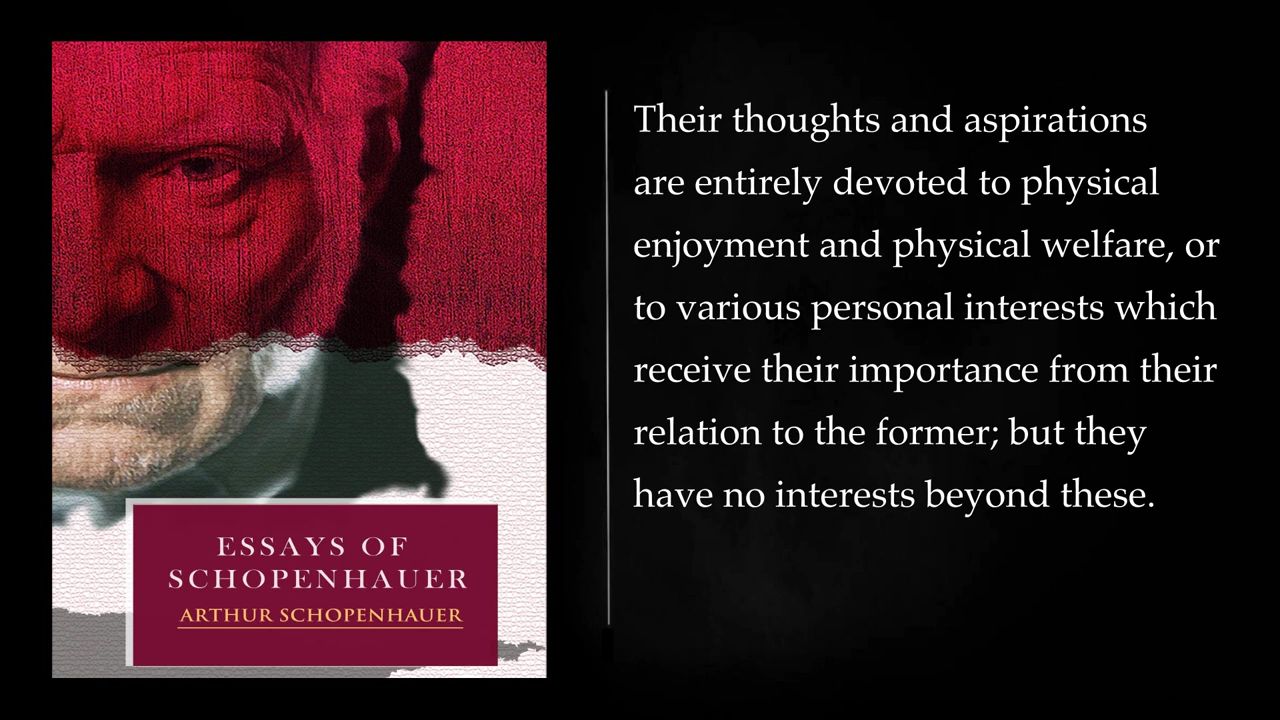 ESSAYS OF
SCHOPENHAUER
ARTHUR SCHOPENHAUER
Their thoughts and aspirations
are entirely devoted to physical
enjoyment and physical welfare, or
to various personal interests which
receive their importance from their
relation to the former; but they
have no interests beyond these.